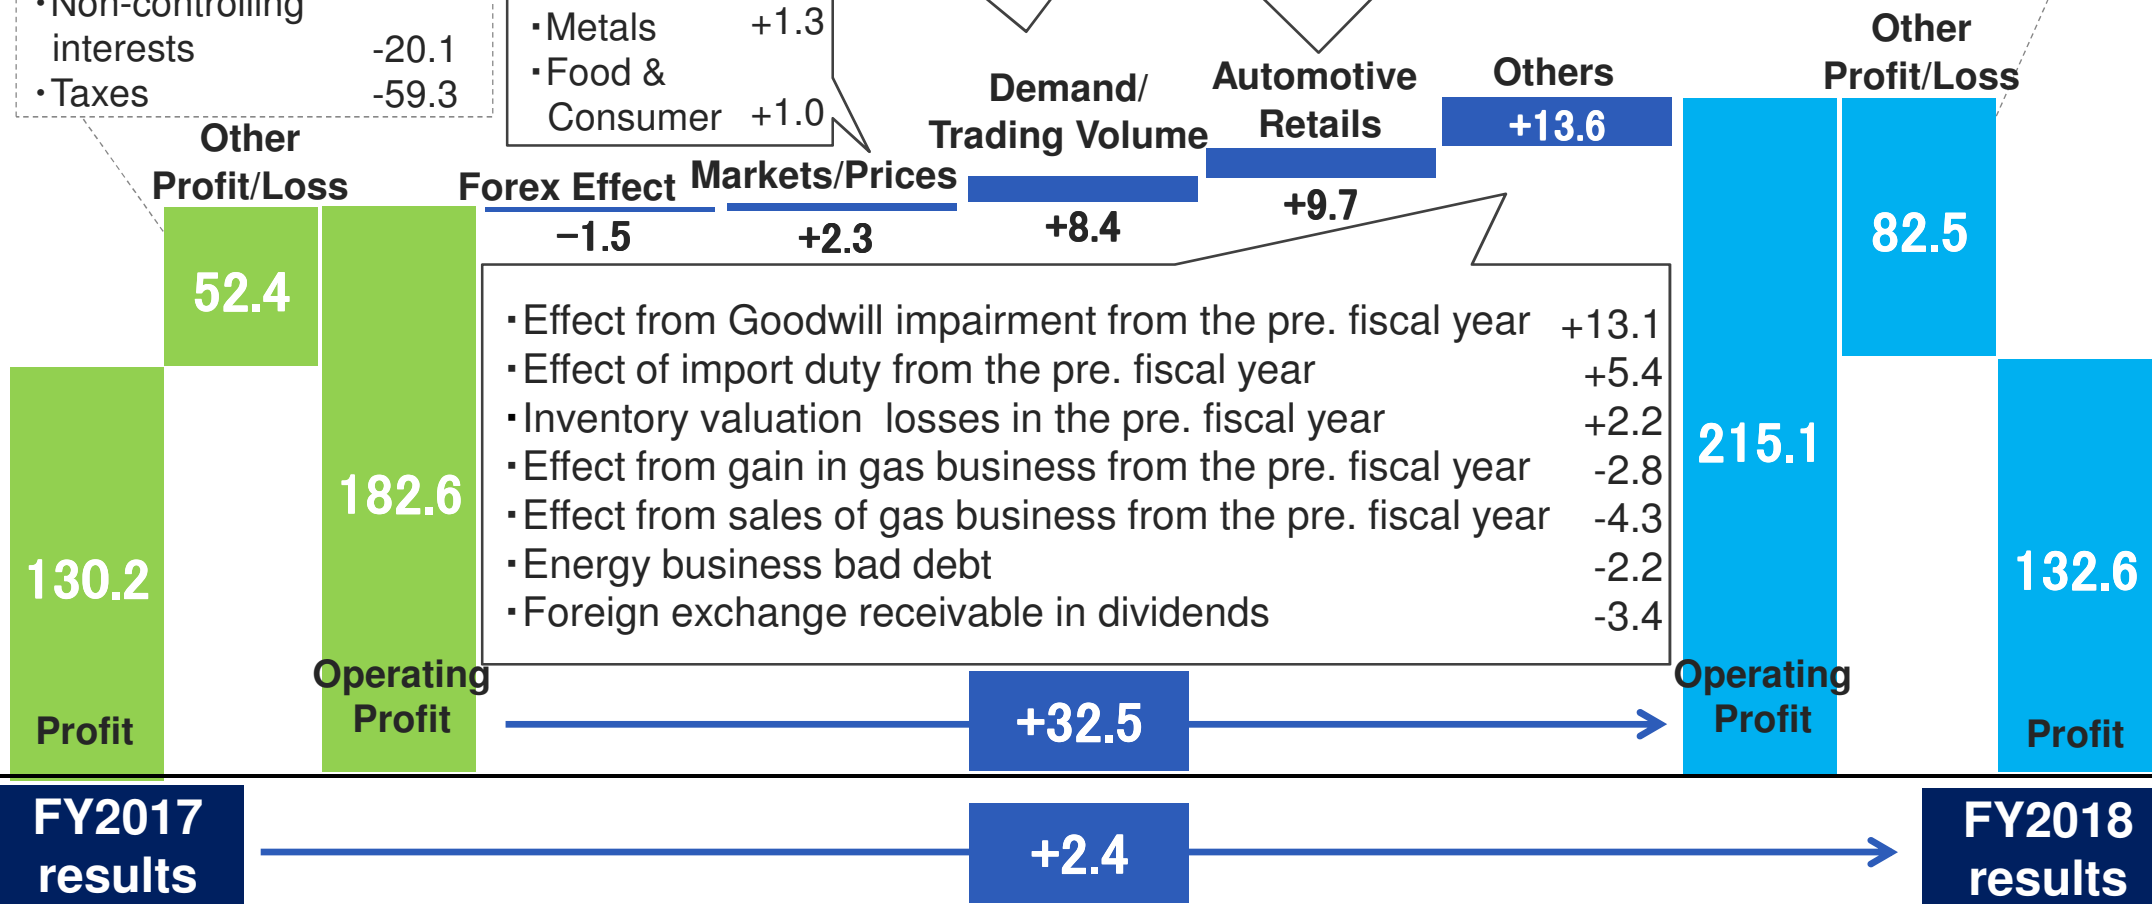 ・Non-controlling
interests -20.1
・Taxes -59.3
・Metals +1.3
・Food &
Consumer +1.0
Other
Profit/Loss
Forex Effect
−1.5
Markets/Prices
+2.3
Demand/
Trading Volume
+8.4
Automotive
Retails
+9.7
Others
+13.6
Other
Profit/Loss
52.4
82.5
130.2
182.6
215.1
132.6
・Effect from Goodwill impairment from the pre. fiscal year +13.1
・Effect of import duty from the pre. fiscal year +5.4
・Inventory valuation losses in the pre. fiscal year +2.2
・Effect from gain in gas business from the pre. fiscal year -2.8
・Effect from sales of gas business from the pre. fiscal year -4.3
・Energy business bad debt -2.2
・Foreign exchange receivable in dividends -3.4
Profit
Operating
Profit
+32.5
Operating
Profit
Profit
FY2017
results
+2.4
FY2018
results